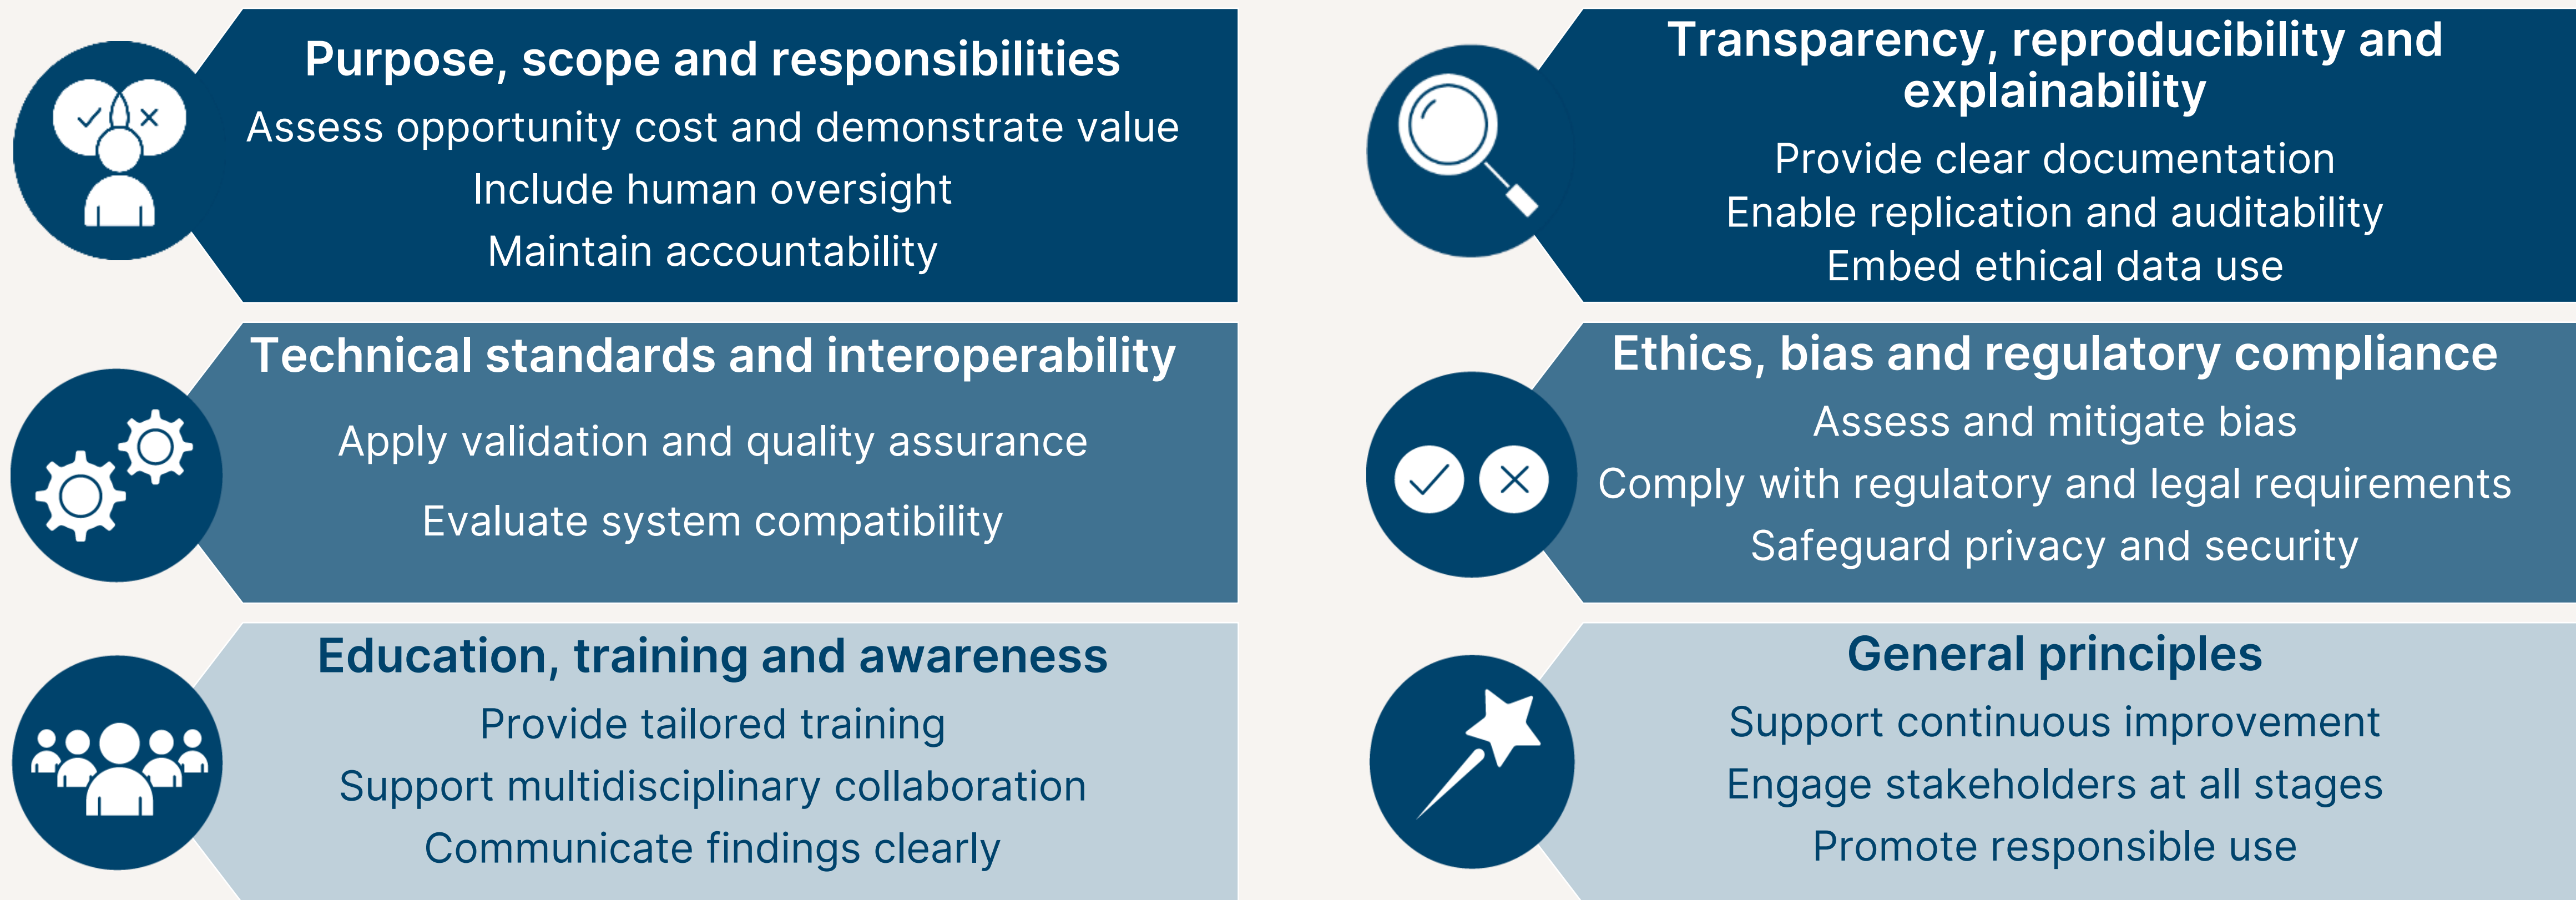 Purpose, scope and responsibilities
Assess opportunity cost and demonstrate value
Include human oversight
Maintain accountability
Transparency, reproducibility and
explainability
Provide clear documentation
Enable replication and auditability
Embed ethical data use
Technical standards and interoperability
Apply validation and quality assurance
Evaluate system compatibility
Ethics, bias and regulatory compliance
Assess and mitigate bias
Comply with regulatory and legal requirements
Safeguard privacy and security
Education, training and awareness
Provide tailored training
Support multidisciplinary collaboration
Communicate findings clearly
General principles
Support continuous improvement
Engage stakeholders at all stages
Promote responsible use